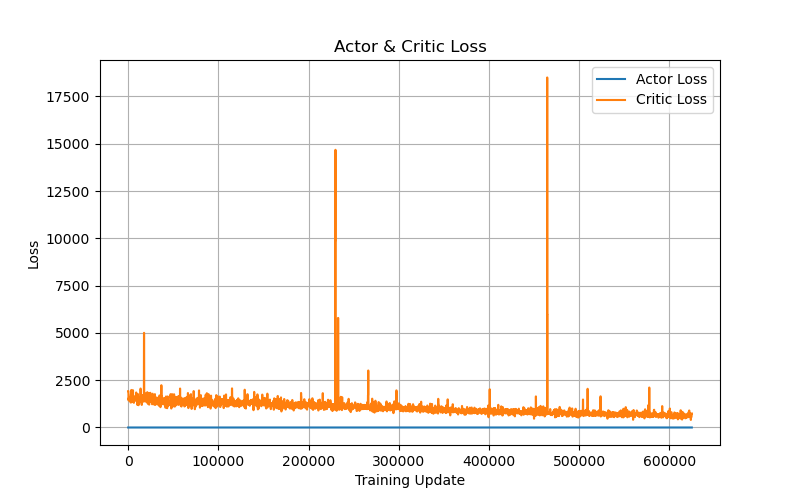 Actor & Critic Loss
Actor Loss
Critic Loss
17500
15000
12500
10000
7500
5000
2500
0
Loss
0 100000 200000 300000 400000 500000 600000
Training Update